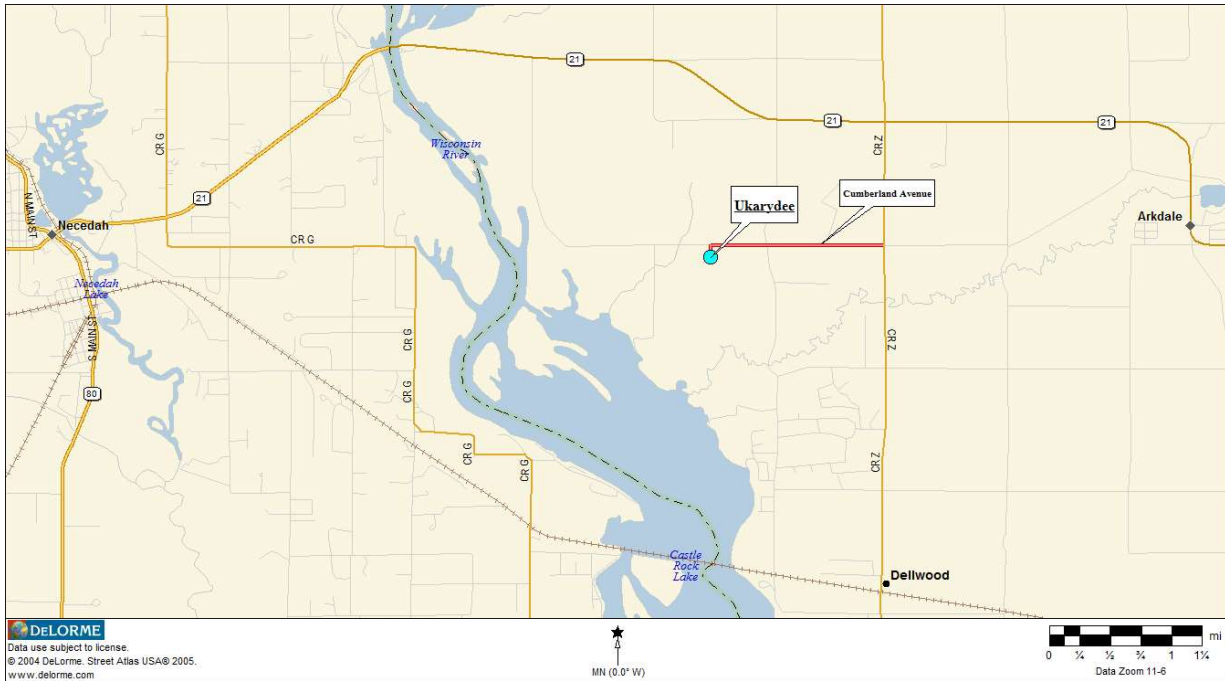 21
CR G
Wisconsin
River
CR Z
21
21
Cumberland Avenue
N MAIN ST
21
Ukarydee
Arkdale
Necedah
CR G
Necedah
Lake
S MAIN ST
CR G
CR Z
80
CR G
CR G
CR G
CR Z
Castle
Rock
Lake
Dellwood
DELORME
Data use subject to license.
© 2004 DeLorme. Street Atlas USA® 2005.
www.delorme.com
MN (0.0° W)
mi
0 ¼ ½ ¾ 1 1¼
Data Zoom 11-6